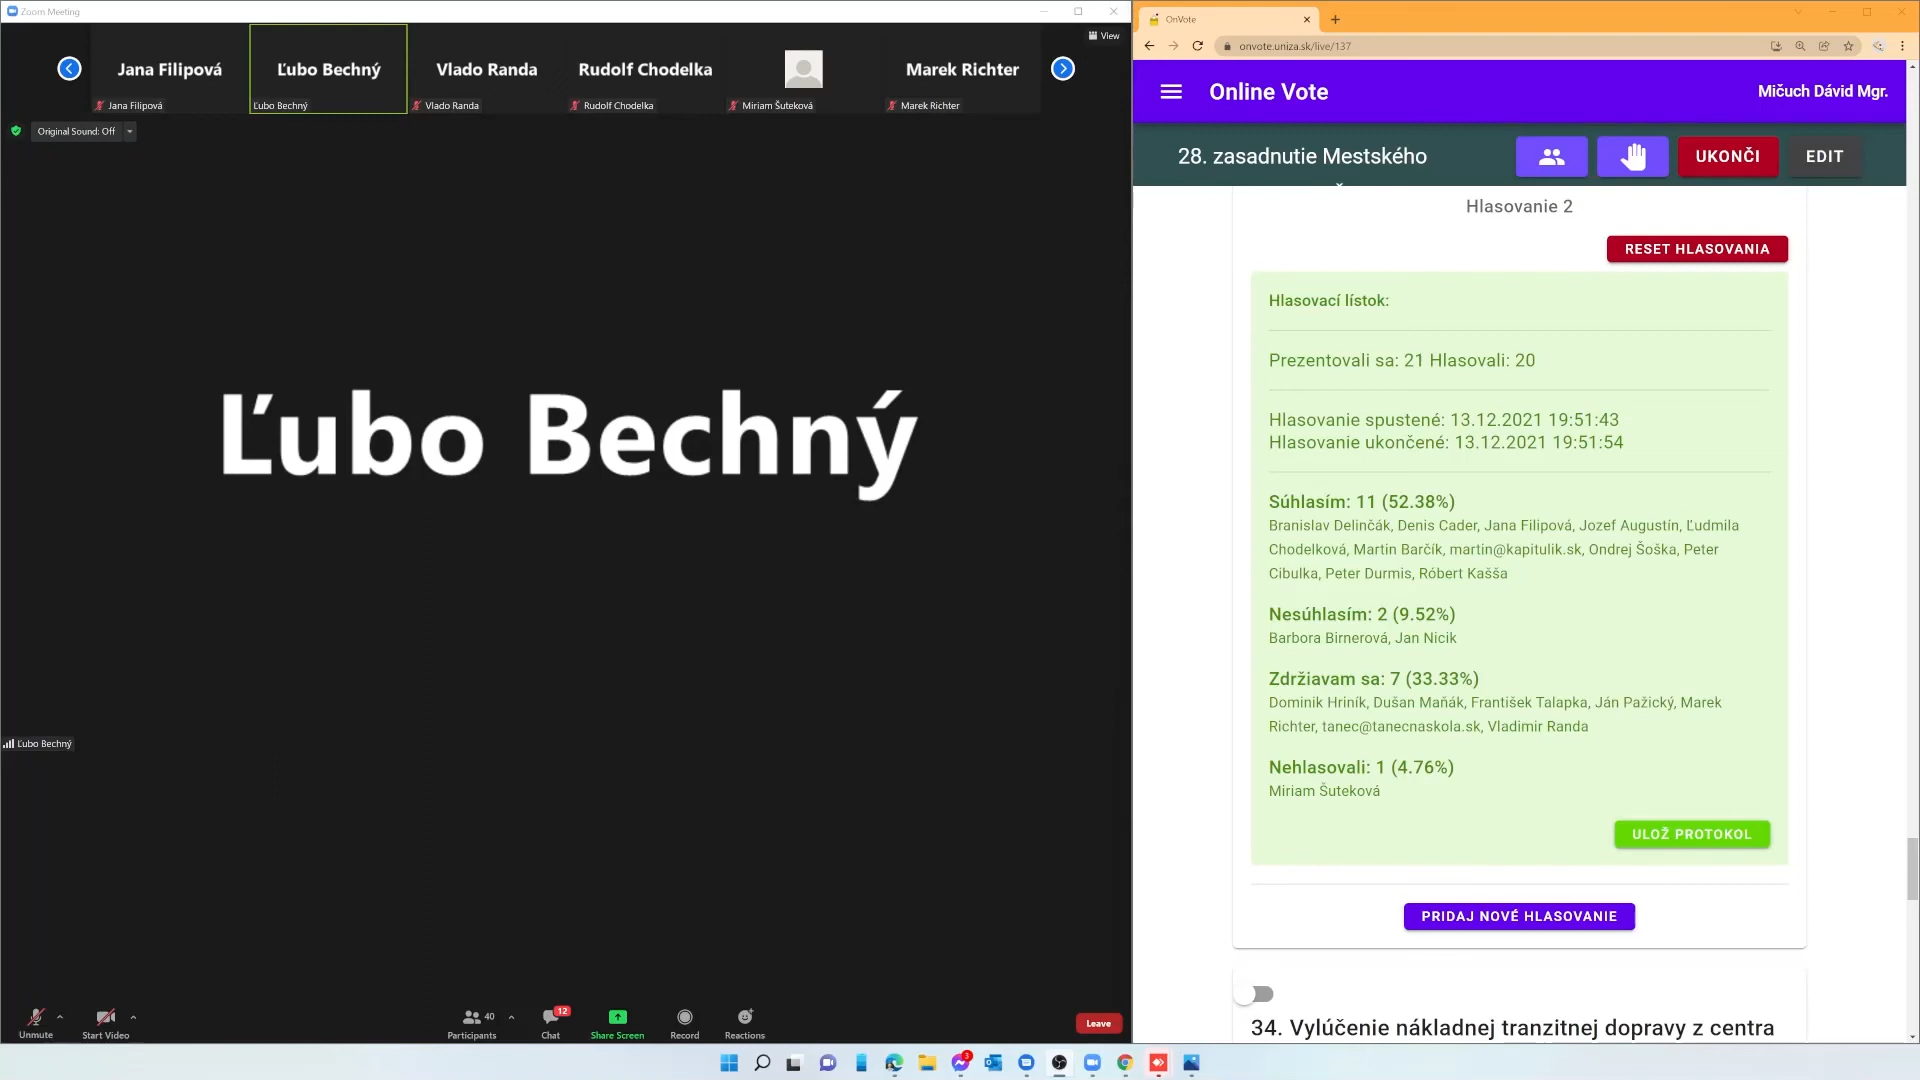 Zoom Meeting
View
Jana Filipová
Ľubo Bechný
Vlado Randa
Rudolf Chodelka
Marek Richter
Jana Filipová
Ľubo Bechný
Vlado Randa
Rudolf Chodelka
Miriam Šuteková
Marek Richter
Original Sound: Off
Ľubo Bechný
Ľubo Bechný
Unmute
Start Video
40
Participants
12
Chat
Share Screen
Record
Reactions
Leave
OnVote
onvote.uniza.sk/live/137
Online Vote
Mičuch Dávid Mgr.
28. zasadnutie Mestského
UKONČI
EDIT
Hlasovanie 2
RESET HLASOVANIA
Hlasovací lístok:
Prezentovali sa: 21 Hlasovali: 20
Hlasovanie spustené: 13.12.2021 19:51:43
Hlasovanie ukončené: 13.12.2021 19:51:54
Súhlasím: 11 (52.38%)
Branislav Delinčák, Denis Cader, Jana Filipová, Jozef Augustín, Ľudmila
Chodelková, Martin Barčík, martin@kapitulik.sk, Ondrej Šoška, Peter
Cibulka, Peter Durmis, Róbert Kašša
Nesúhlasím: 2 (9.52%)
Barbora Birnerová, Jan Nicik
Zdržiavam sa: 7 (33.33%)
Dominik Hriník, Dušan Maňák, František Talapka, Ján Pažický, Marek
Richter, tanec@tanecnaskola.sk, Vladimir Randa
Nehlasovali: 1 (4.76%)
Miriam Šuteková
ULOŽ PROTOKOL
PRIDAJ NOVÉ HLASOVANIE
34. Vylúčenie nákladnej tranzitnej dopravy z centra
3